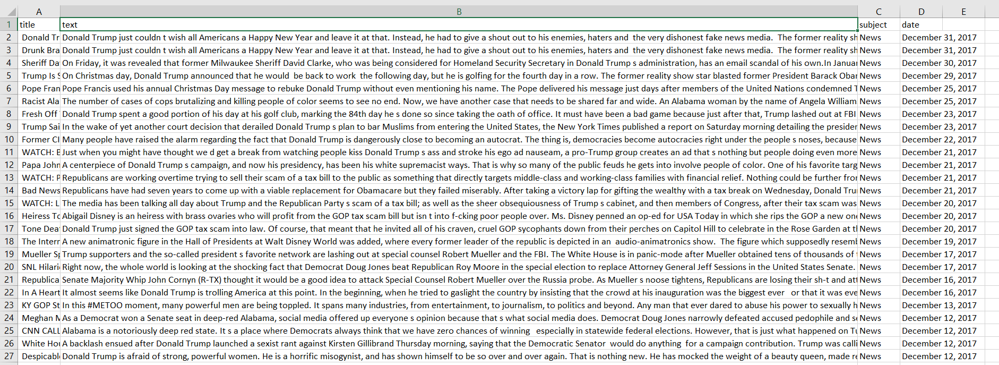 A B C D E
1 title text subject date
2 Donald Tr Donald Trump just couldn t wish all Americans a Happy New Year and leave it at that. Instead, he had to give a shout out to his enemies, haters and  the very dishonest fake news media.  The former reality sh News December 31, 2017
3 Drunk Bra Donald Trump just couldn t wish all Americans a Happy New Year and leave it at that. Instead, he had to give a shout out to his enemies, haters and  the very dishonest fake news media.  The former reality sh News December 31, 2017
4 Sheriff Da On Friday, it was revealed that former Milwaukee Sheriff David Clarke, who was being considered for Homeland Security Secretary in Donald Trump s administration, has an email scandal of his own.In Januar News December 30, 2017
5 Trump Is S On Christmas day, Donald Trump announced that he would  be back to work  the following day, but he is golfing for the fourth day in a row. The former reality show star blasted former President Barack Obar News December 29, 2017
6 Pope Fran Pope Francis used his annual Christmas Day message to rebuke Donald Trump without even mentioning his name. The Pope delivered his message just days after members of the United Nations condemned T News December 25, 2017
7 Racist Ala The number of cases of cops brutalizing and killing people of color seems to see no end. Now, we have another case that needs to be shared far and wide. An Alabama woman by the name of Angela William News December 25, 2017
8 Fresh Off Donald Trump spent a good portion of his day at his golf club, marking the 84th day he s done so since taking the oath of office. It must have been a bad game because just after that, Trump lashed out at FBI News December 23, 2017
9 Trump Sai In the wake of yet another court decision that derailed Donald Trump s plan to bar Muslims from entering the United States, the New York Times published a report on Saturday morning detailing the presider News December 23, 2017
10 Former CI Many people have raised the alarm regarding the fact that Donald Trump is dangerously close to becoming an autocrat. The thing is, democracies become autocracies right under the people s noses, because News December 22, 2017
11 WATCH: B Just when you might have thought we d get a break from watching people kiss Donald Trump s ass and stroke his ego ad nauseam, a pro-Trump group creates an ad that s nothing but people doing even more News December 21, 2017
12 Papa John A centerpiece of Donald Trump s campaign, and now his presidency, has been his white supremacist ways. That is why so many of the public feuds he gets into involve people of color. One of his favorite targ News December 21, 2017
13 WATCH: P Republicans are working overtime trying to sell their scam of a tax bill to the public as something that directly targets middle-class and working-class families with financial relief. Nothing could be further fror News December 21, 2017
14 Bad News Republicans have had seven years to come up with a viable replacement for Obamacare but they failed miserably. After taking a victory lap for gifting the wealthy with a tax break on Wednesday, Donald Tru News December 21, 2017
15 WATCH: L The media has been talking all day about Trump and the Republican Party s scam of a tax bill; as well as the sheer obsequiousness of Trump s cabinet, and then members of Congress, after their tax scam was News December 20, 2017
16 Heiress To Abigail Disney is an heiress with brass ovaries who will profit from the GOP tax scam bill but isn t into f-cking poor people over. Ms. Disney penned an op-ed for USA Today in which she rips the GOP a new one News December 20, 2017
17 Tone Dea Donald Trump just signed the GOP tax scam into law. Of course, that meant that he invited all of his craven, cruel GOP sycophants down from their perches on Capitol Hill to celebrate in the Rose Garden at tl News December 20, 2017
18 The Intern A new animatronic figure in the Hall of Presidents at Walt Disney World was added, where every former leader of the republic is depicted in an  audio-animatronics show.  The figure which supposedly reseml News December 19, 2017
19 Mueller Sp Trump supporters and the so-called president s favorite network are lashing out at special counsel Robert Mueller and the FBI. The White House is in panic-mode after Mueller obtained tens of thousands of News December 17, 2017
20 SNL Hilari Right now, the whole world is looking at the shocking fact that Democrat Doug Jones beat Republican Roy Moore in the special election to replace Attorney General Jeff Sessions in the United States Senate. News December 17, 2017
21 Republica Senate Majority Whip John Cornyn (R-TX) thought it would be a good idea to attack Special Counsel Robert Mueller over the Russia probe. As Mueller s noose tightens, Republicans are losing their sh-t and att News December 16, 2017
22 In A Heart It almost seems like Donald Trump is trolling America at this point. In the beginning, when he tried to gaslight the country by insisting that the crowd at his inauguration was the biggest ever   or that it was eve News December 16, 2017
23 KY GOP St In this #METOO moment, many powerful men are being toppled. It spans many industries, from entertainment, to journalism, to politics and beyond. Any man that ever dared to abuse his power to sexually h News December 13, 2017
24 Meghan M As a Democrat won a Senate seat in deep-red Alabama, social media offered up everyone s opinion because that s what social media does. Democrat Doug Jones narrowly defeated accused pedophile and se News December 12, 2017
25 CNN CALL Alabama is a notoriously deep red state. It s a place where Democrats always think that we have zero chances of winning   especially in statewide federal elections. However, that is just what happened on Tu News December 12, 2017
26 White Hou A backlash ensued after Donald Trump launched a sexist rant against Kirsten Gillibrand Thursday morning, saying that the Democratic Senator  would do anything  for a campaign contribution. Trump was calli News December 12, 2017
27 Despicabl Donald Trump is afraid of strong, powerful women. He is a horrific misogynist, and has shown himself to be so over and over again. That is nothing new. He has mocked the weight of a beauty queen, made re News December 12, 2017